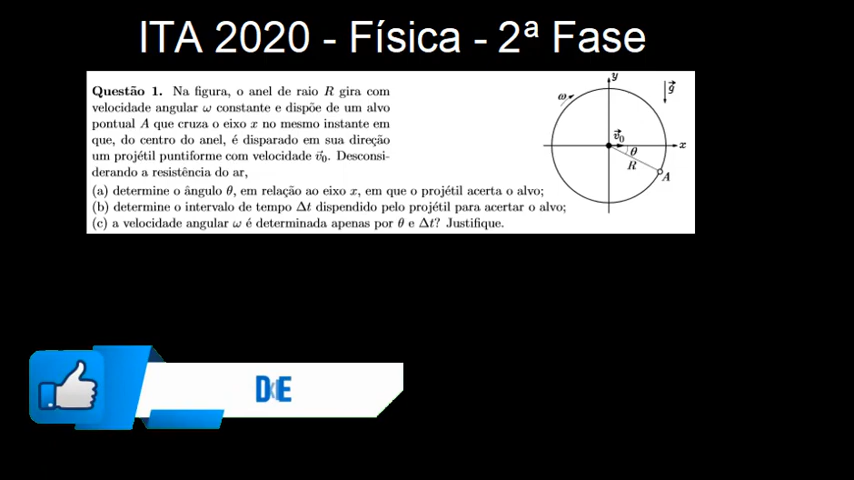 ITA 2020 - Física - 2ª Fase
Questão 1. Na figura, o anel de raio R gira com
velocidade angular ω constante e dispõe de um alvo
pontual A que cruza o eixo x no mesmo instante em
que, do centro do anel, é disparado em sua direção
um projétil puntiforme com velocidade v⃗₀. Desconsi-
derando a resistência do ar,
(a) determine o ângulo θ, em relação ao eixo x, em que o projétil acerta o alvo;
(b) determine o intervalo de tempo Δt dispendido pelo projétil para acertar o alvo;
(c) a velocidade angular ω é determinada apenas por θ e Δt? Justifique.
y
ω
g⃗
v⃗₀
x
θ
R
A